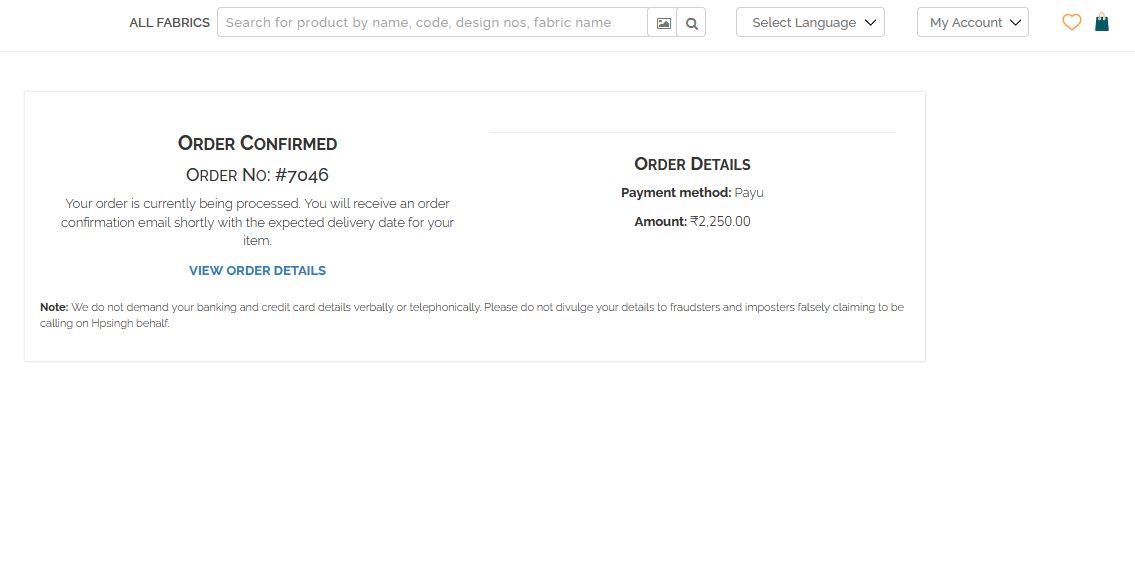 ALL FABRICS
Search for product by name, code, design nos, fabric name
Select Language
My Account
Order Confirmed
Order No: #7046
Your order is currently being processed. You will receive an order
confirmation email shortly with the expected delivery date for your
item.
VIEW ORDER DETAILS
Order Details
Payment method: Payu
Amount: ₹2,250.00
Note: We do not demand your banking and credit card details verbally or telephonically. Please do not divulge your details to fraudsters and imposters falsely claiming to be
calling on Hpsingh behalf.